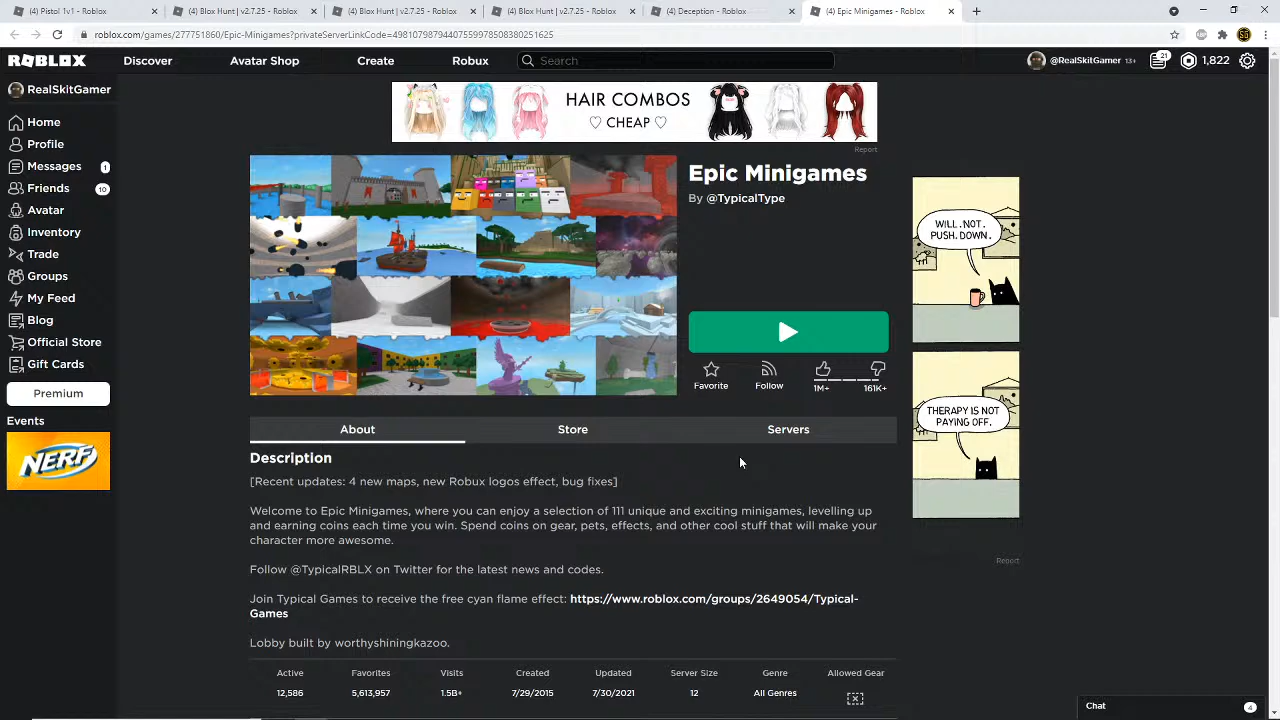 (4) Pistol 1v1 - Roblox
(4) Blox Hunt | v2.7.25 - Roblox
(4) Blox Hunt | v2.7.25 - Roblox
(4) Blox Hunt | v2.7.25 - Roblox
(4) Deception - Roblox
(4) Epic Minigames - Roblox
roblox.com/games/277751860/Epic-Minigames?privateServerLinkCode=49810798794407559978508380251625
ROBLOX
Discover
Avatar Shop
Create
Robux
Search
@RealSkitGamer 13+
21
1,822
RealSkitGamer
Home
Profile
Messages 1
Friends 10
Avatar
Inventory
Trade
Groups
My Feed
Blog
Official Store
Gift Cards
Premium
Events
NERF
HAIR COMBOS
♡ CHEAP ♡
Report
Epic Minigames
By @TypicalType
Favorite
Follow
1M+
161K+
WILL. NOT.
PUSH. DOWN.
THERAPY IS NOT
PAYING OFF.
Report
About
Store
Servers
Description
[Recent updates: 4 new maps, new Robux logos effect, bug fixes]
Welcome to Epic Minigames, where you can enjoy a selection of 111 unique and exciting minigames, levelling up
and earning coins each time you win. Spend coins on gear, pets, effects, and other cool stuff that will make your
character more awesome.
Follow @TypicalRBLX on Twitter for the latest news and codes.
Join Typical Games to receive the free cyan flame effect: https://www.roblox.com/groups/2649054/Typical-
Games
Lobby built by worthyshiningkazoo.
Active Favorites Visits Created Updated Server Size Genre Allowed Gear
12,586 5,613,957 1.5B+ 7/29/2015 7/30/2021 12 All Genres
Chat 4